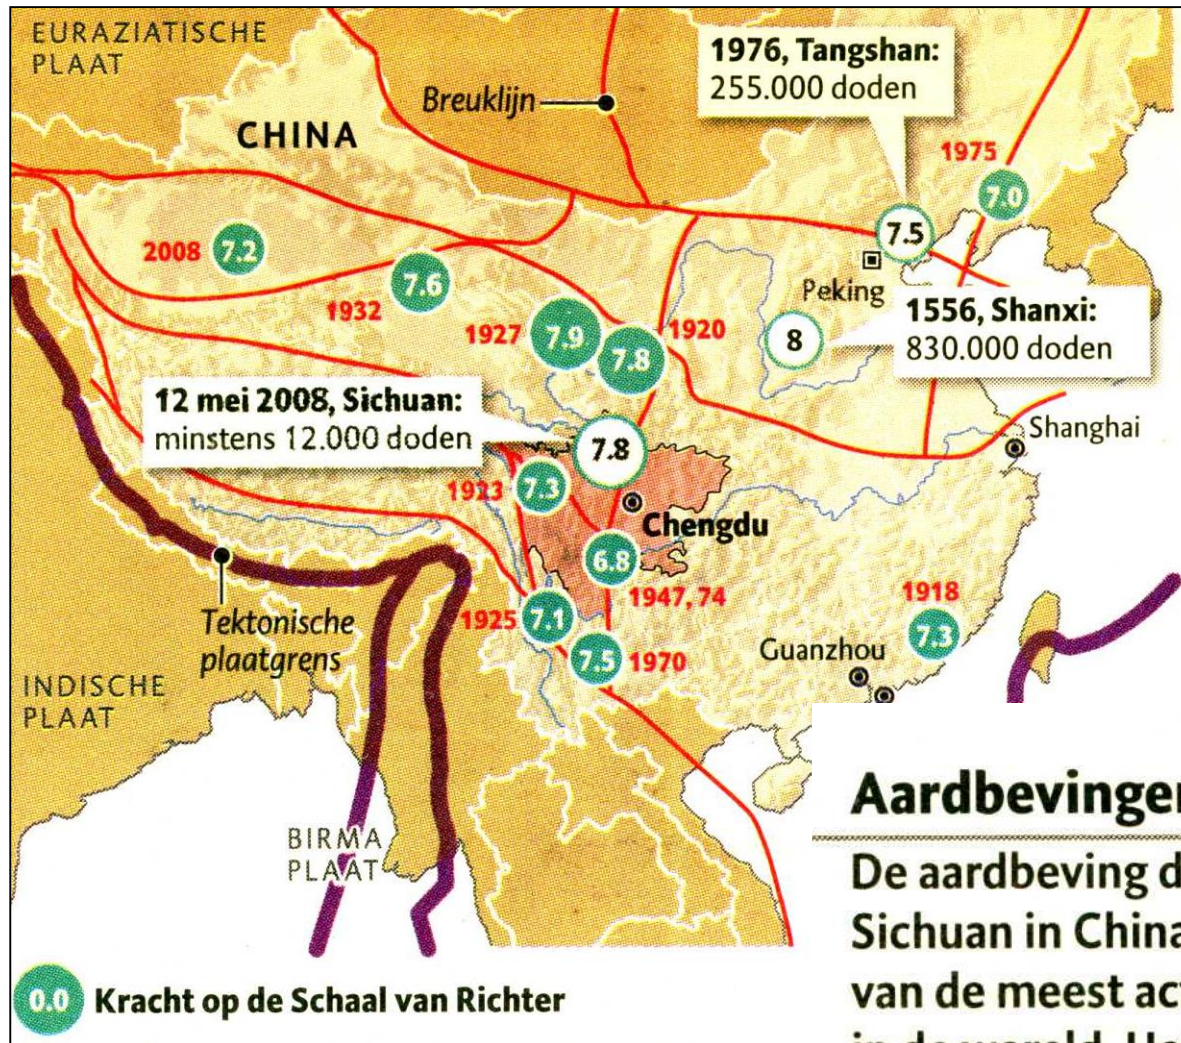 EURAZIATISCHE
PLAAT
CHINA
Breuklijn
1976, Tangshan:
255.000 doden
1975
7.0
7.5
Peking
2008
7.2
7.6
1932
1927
7.9
7.8
1920
8
1556, Shanxi:
830.000 doden
12 mei 2008, Sichuan:
minstens 12.000 doden
7.8
Shanghai
1923
7.3
Chengdu
6.8
1947, 74
1925
7.1
7.5
1970
1918
7.3
Guanzhou
Tektonische
plaatgrens
INDISCHE
PLAAT
BIRMA
PLAAT
0.0 Kracht op de Schaal van Richter
De aardbeving
Sichuan in China
van de meest
in de wereld.